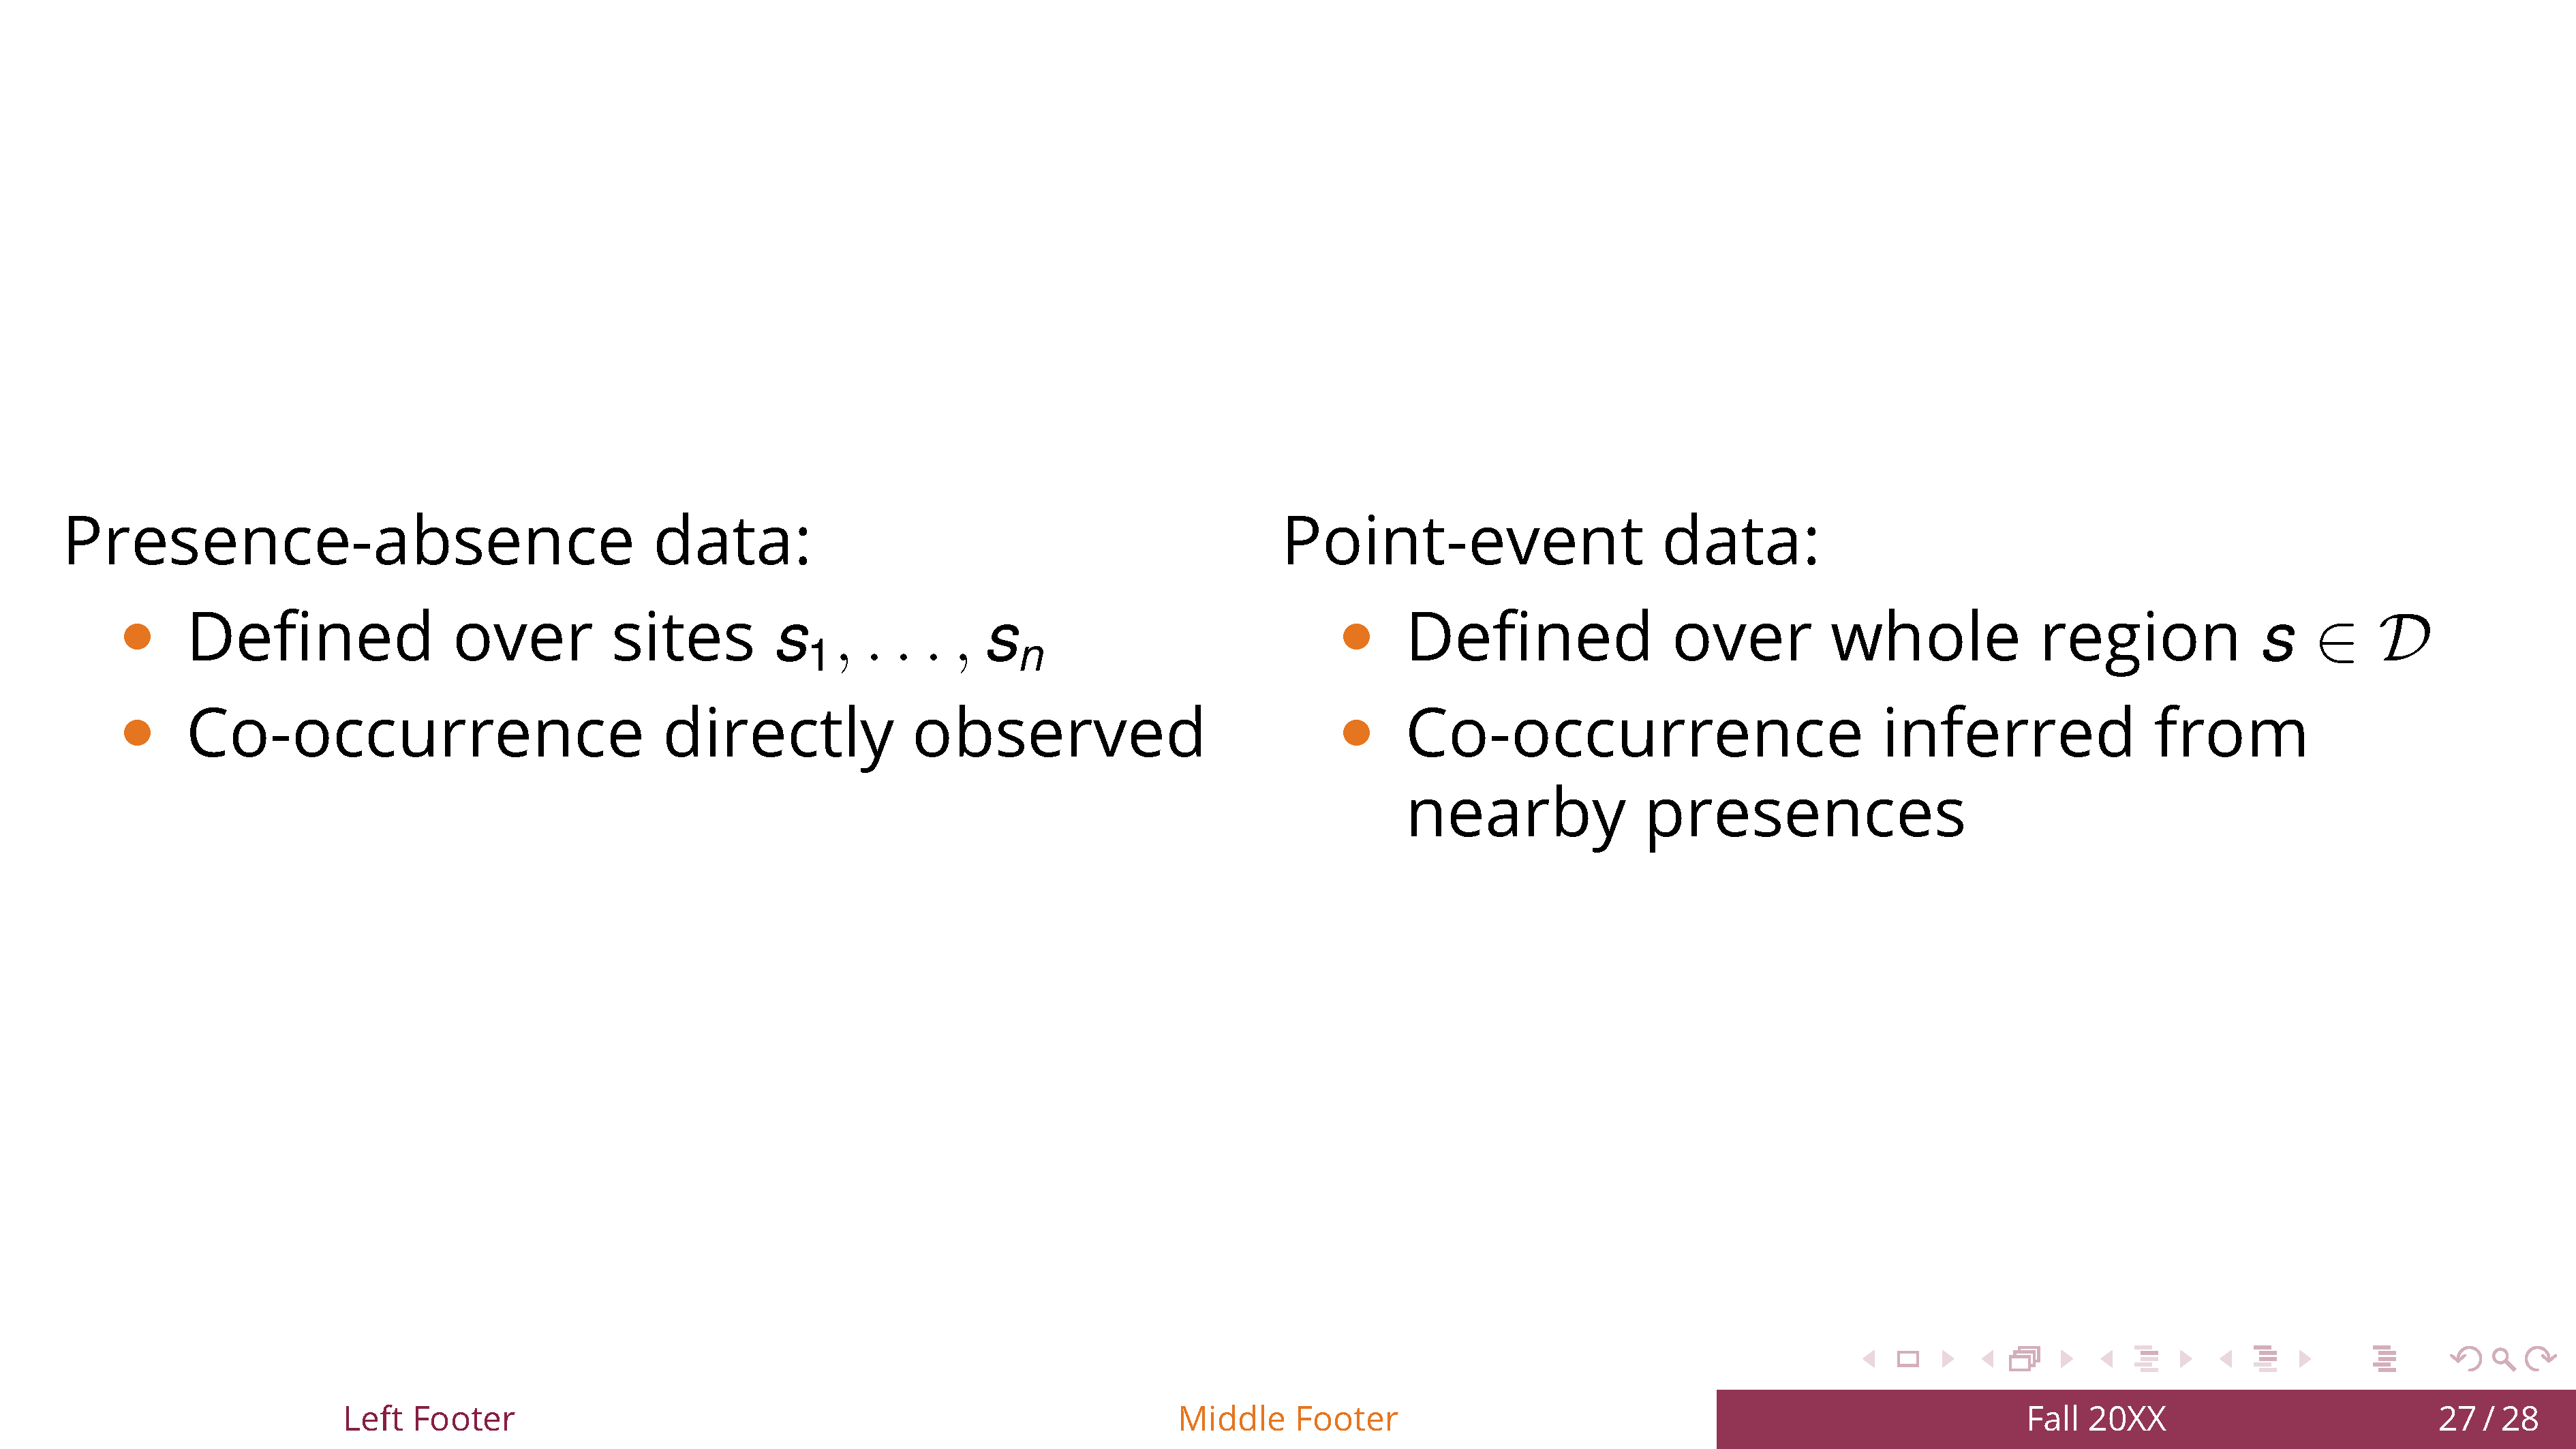 Presence-absence data:
• Defined over sites s₁, . . . , sₙ
• Co-occurrence directly observed
Point-event data:
• Defined over whole region s ∈ 𝒟
• Co-occurrence inferred from
nearby presences
Left Footer
Middle Footer
Fall 20XX
27 / 28